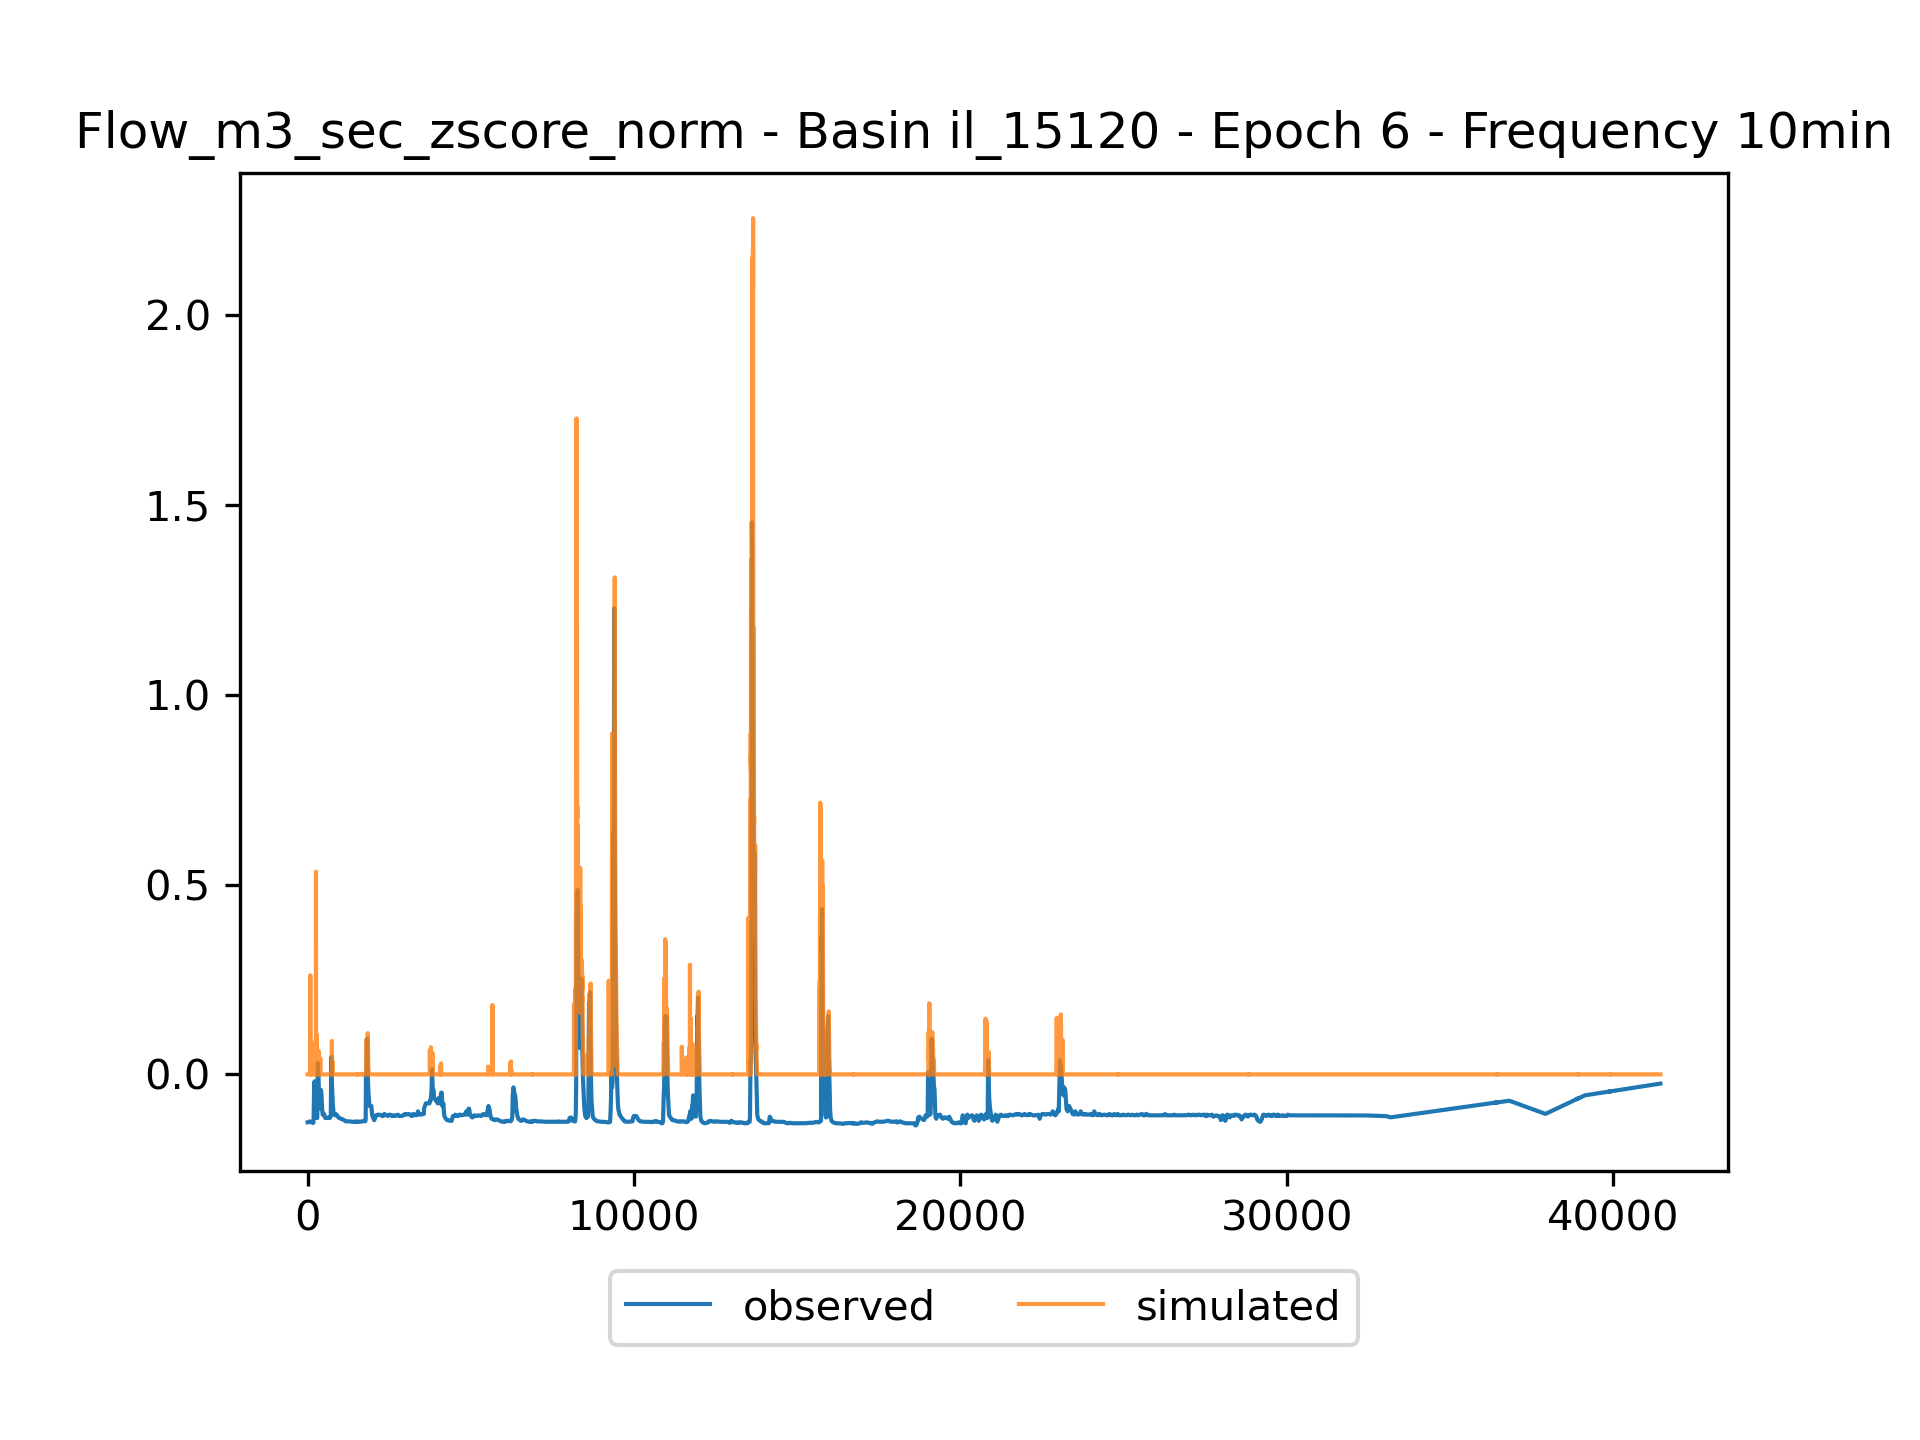 Flow_m3_sec_zscore_norm - Basin il_15120 - Epoch 6 - Frequency 10min
2.0
1.5
1.0
0.5
0.0
0 10000 20000 30000 40000
observed simulated